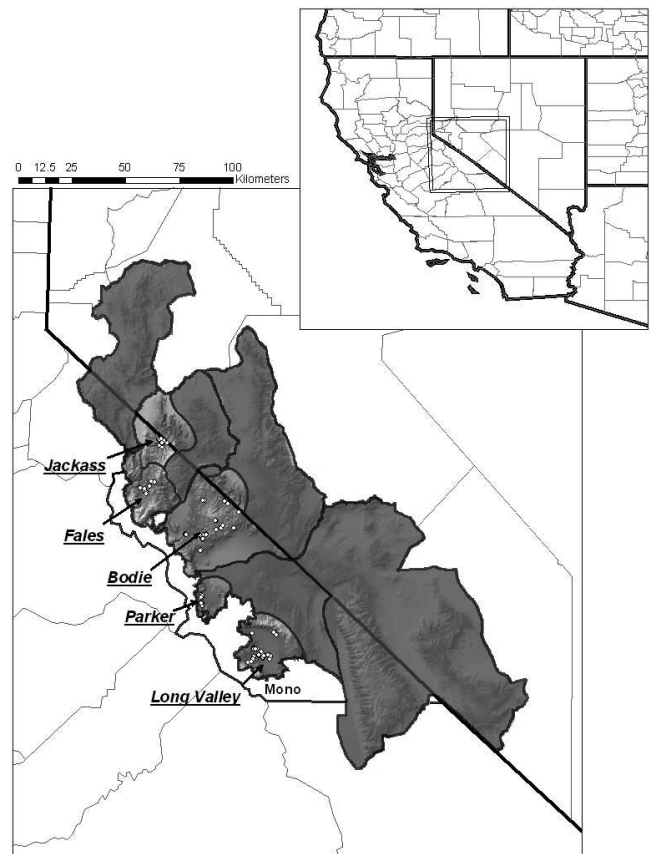 0 12.5 25 50 75 100
Kilometers
Jackass
Fales
Bodie
Parker
Long Valley
Mono